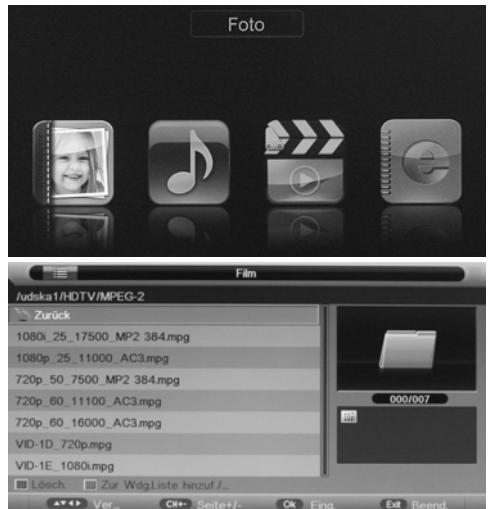 Foto
Film
/udska1/HDTV/MPEG-2
Zurück
1080i_25_17500_MP2 384.mpg
1080p_25_11000_AC3.mpg
720p_50_7500_MP2 384.mpg
720p_60_11100_AC3.mpg
720p_60_16000_AC3.mpg
VID-1D_720p.mpg
VID-1E_1080i.mpg
000/007
Lösch. Zur Wdg.Liste hinzuf./...
Ver... CH+- Seite+/- Ok Eing. Exit Beend.